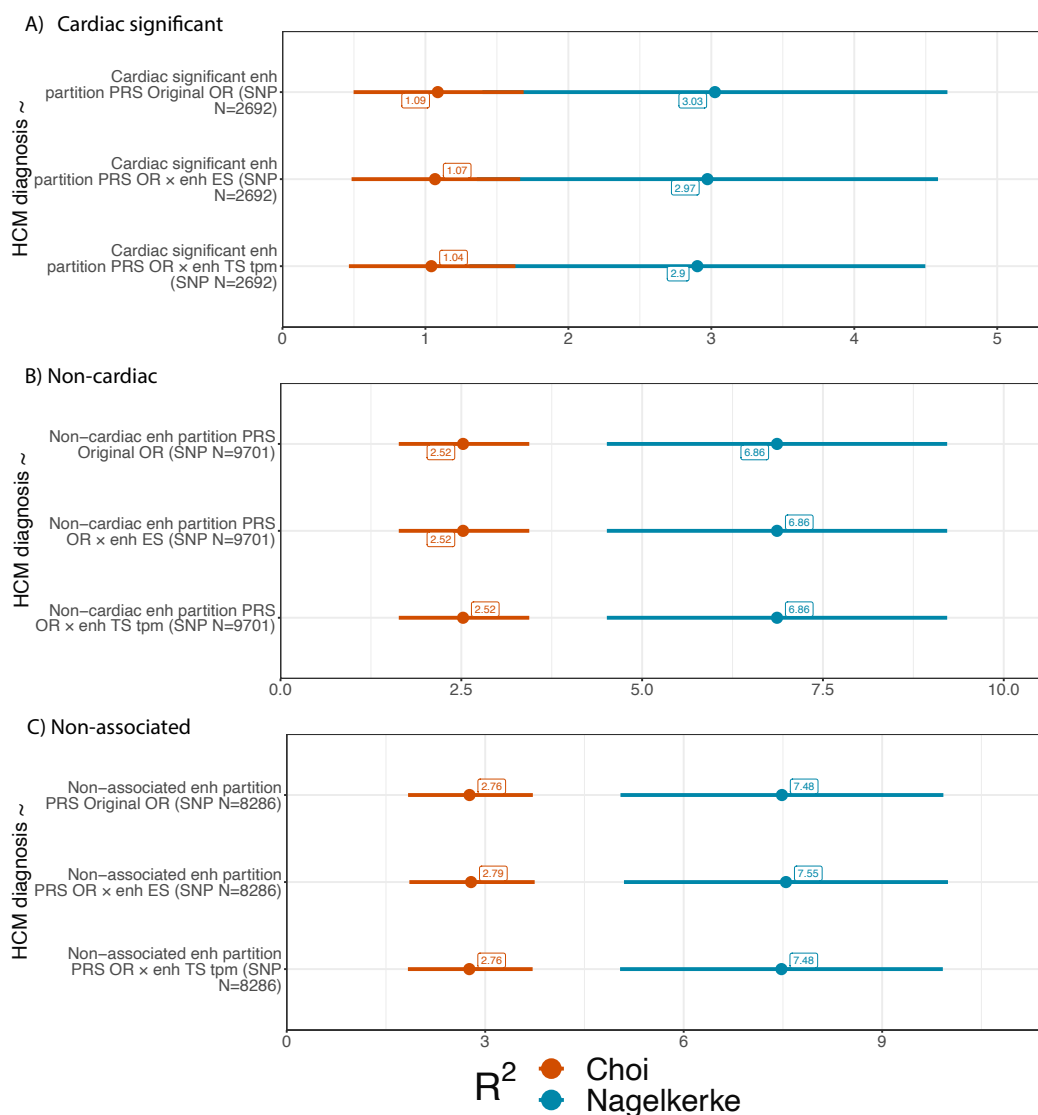 A) Cardiac significant
HCM diagnosis ~
Cardiac significant enh
partition PRS Original OR (SNP
N=2692)
1.09
3.03
Cardiac significant enh
partition PRS OR × enh ES (SNP
N=2692)
1.07
2.97
Cardiac significant enh
partition PRS OR × enh TS tpm
(SNP N=2692)
1.04
2.9
0 1 2 3 4 5
B) Non-cardiac
HCM diagnosis ~
Non−cardiac enh partition PRS
Original OR (SNP N=9701)
2.52
6.86
Non−cardiac enh partition PRS
OR × enh ES (SNP N=9701)
2.52
6.86
Non−cardiac enh partition PRS
OR × enh TS tpm (SNP N=9701)
2.52
6.86
0.0 2.5 5.0 7.5 10.0
C) Non-associated
HCM diagnosis ~
Non−associated enh partition
PRS Original OR (SNP N=8286)
2.76
7.48
Non−associated enh partition
PRS OR × enh ES (SNP N=8286)
2.79
7.55
Non−associated enh partition
PRS OR × enh TS tpm (SNP
N=8286)
2.76
7.48
0 3 6 9
R² Choi
Nagelkerke